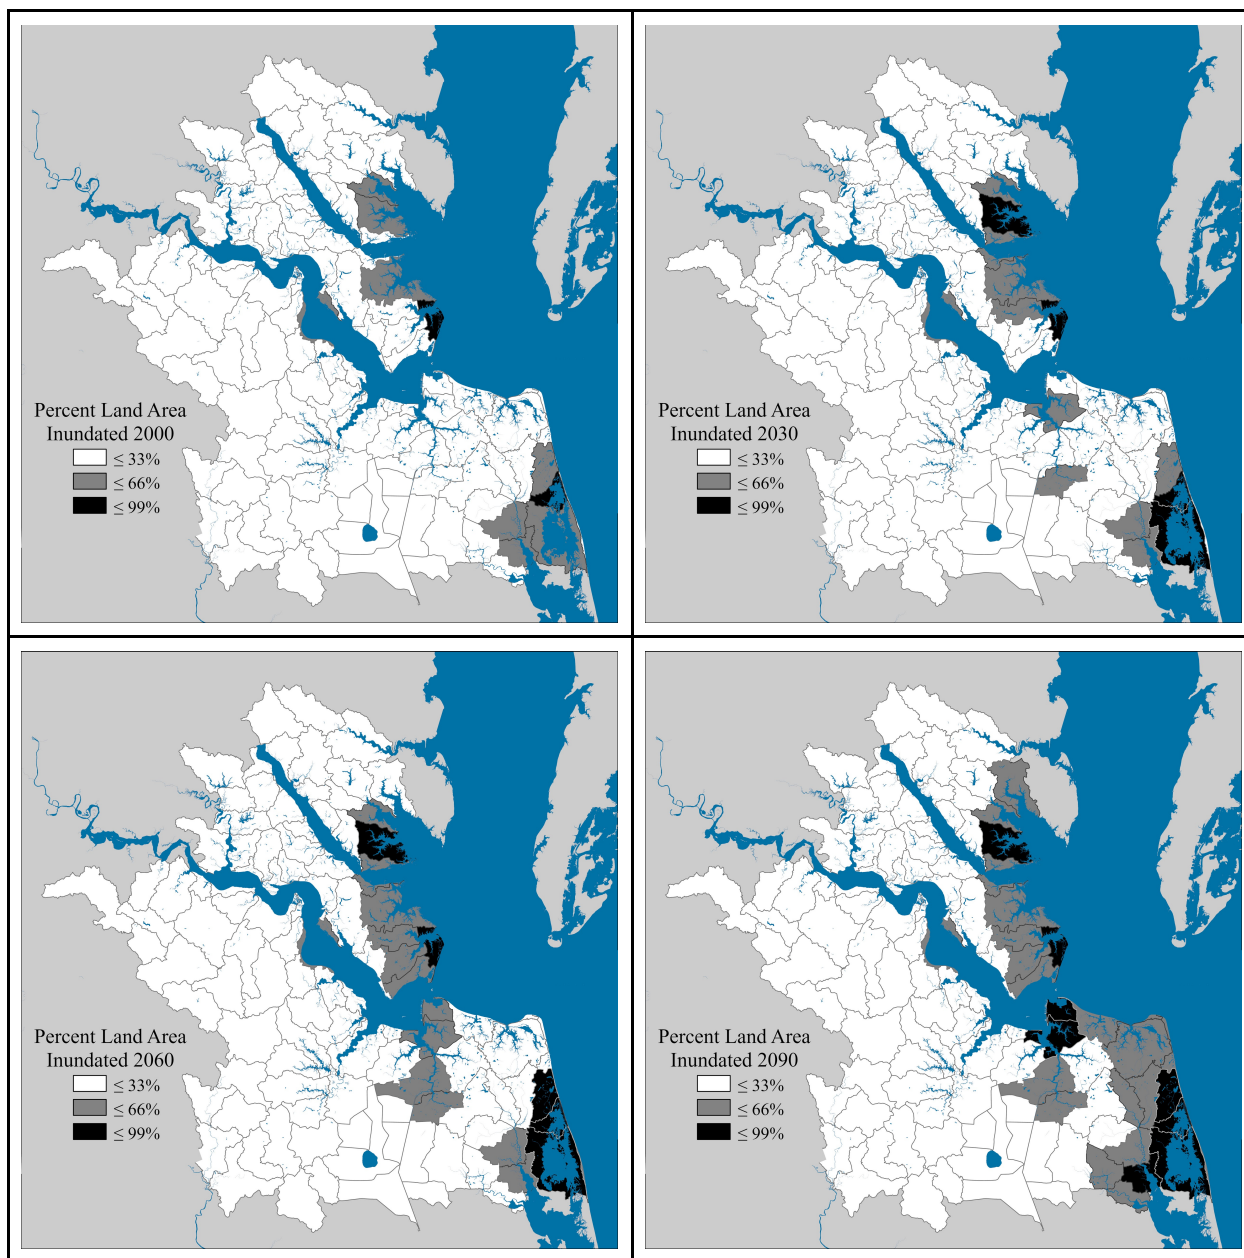 Percent Land Area
Inundated 2000
≤ 33%
≤ 66%
≤ 99%
Percent Land Area
Inundated 2030
≤ 33%
≤ 66%
≤ 99%
Percent Land Area
Inundated 2060
≤ 33%
≤ 66%
≤ 99%
Percent Land Area
Inundated 2090
≤ 33%
≤ 66%
≤ 99%